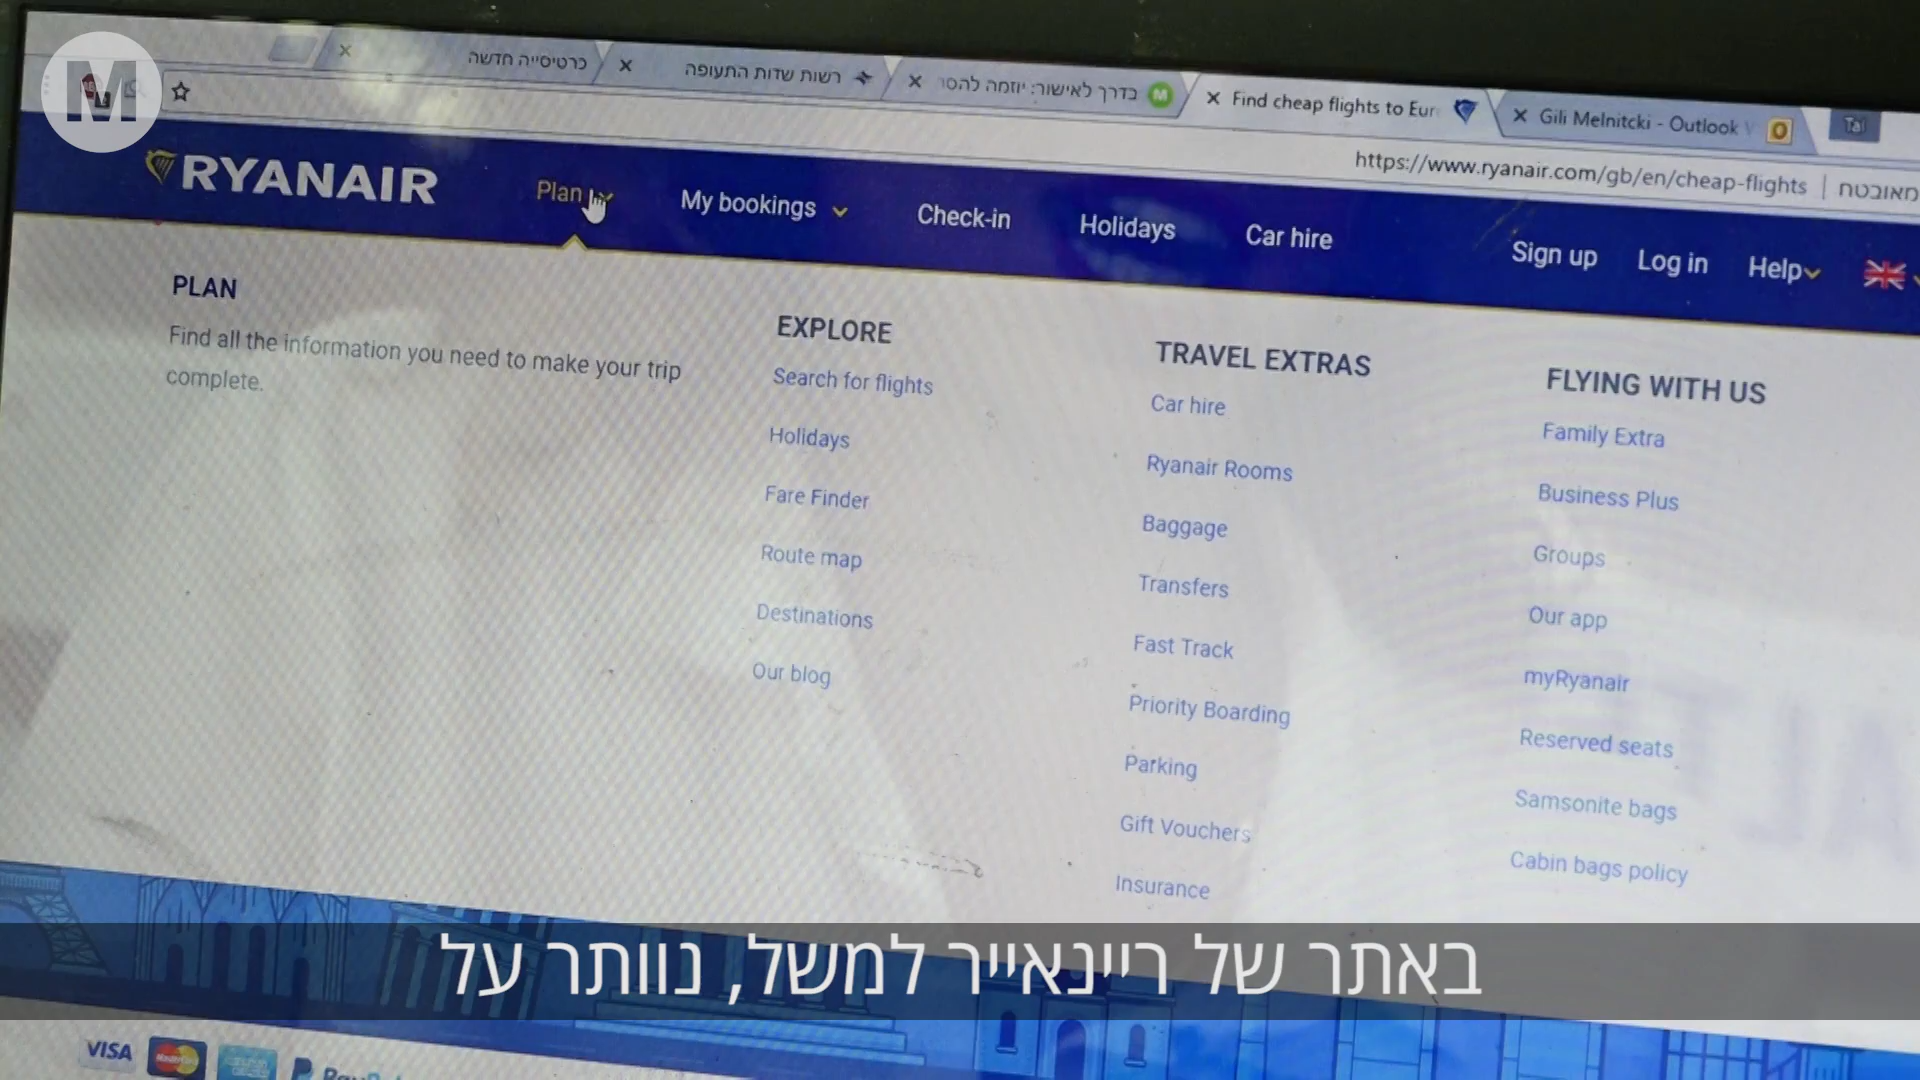 M
כרטיסייה חדשה
רשות שדות התעופה
בדרך לאישור: יוזמה להסר
Find cheap flights to Eur
Gili Melnitcki - Outlook
Tal
https://www.ryanair.com/gb/en/cheap-flights | מאובטח
RYANAIR
Plan
My bookings
Check-in
Holidays
Car hire
Sign up
Log in
Help
PLAN
Find all the information you need to make your trip
complete.
EXPLORE
Search for flights
Holidays
Fare Finder
Route map
Destinations
Our blog
TRAVEL EXTRAS
Car hire
Ryanair Rooms
Baggage
Transfers
Fast Track
Priority Boarding
Parking
Gift Vouchers
Insurance
FLYING WITH US
Family Extra
Business Plus
Groups
Our app
myRyanair
Reserved seats
Samsonite bags
Cabin bags policy
באתר של ריינאייר למשל, נוותר על
VISA
MasterCard